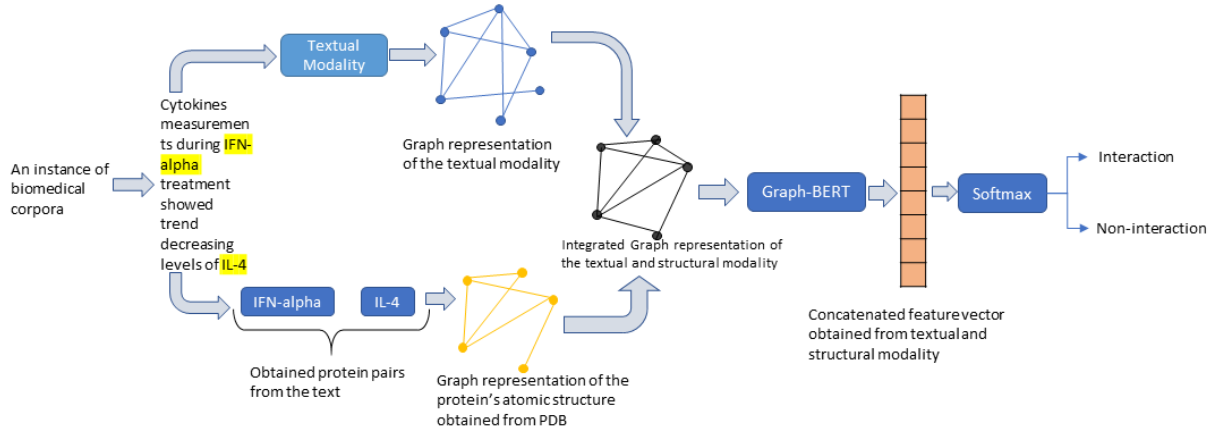 An instance of
biomedical
corpora
Cytokines
measuremen
ts during IFN-
alpha
treatment
showed
trend
decreasing
levels of IL-4
Textual
Modality
Graph representation
of the textual modality
IFN-alpha
IL-4
Obtained protein pairs
from the text
Graph representation of the
protein's atomic structure
obtained from PDB
Integrated Graph representation of
the textual and structural modality
Graph-BERT
Concatenated feature vector
obtained from textual and
structural modality
Softmax
Interaction
Non-interaction